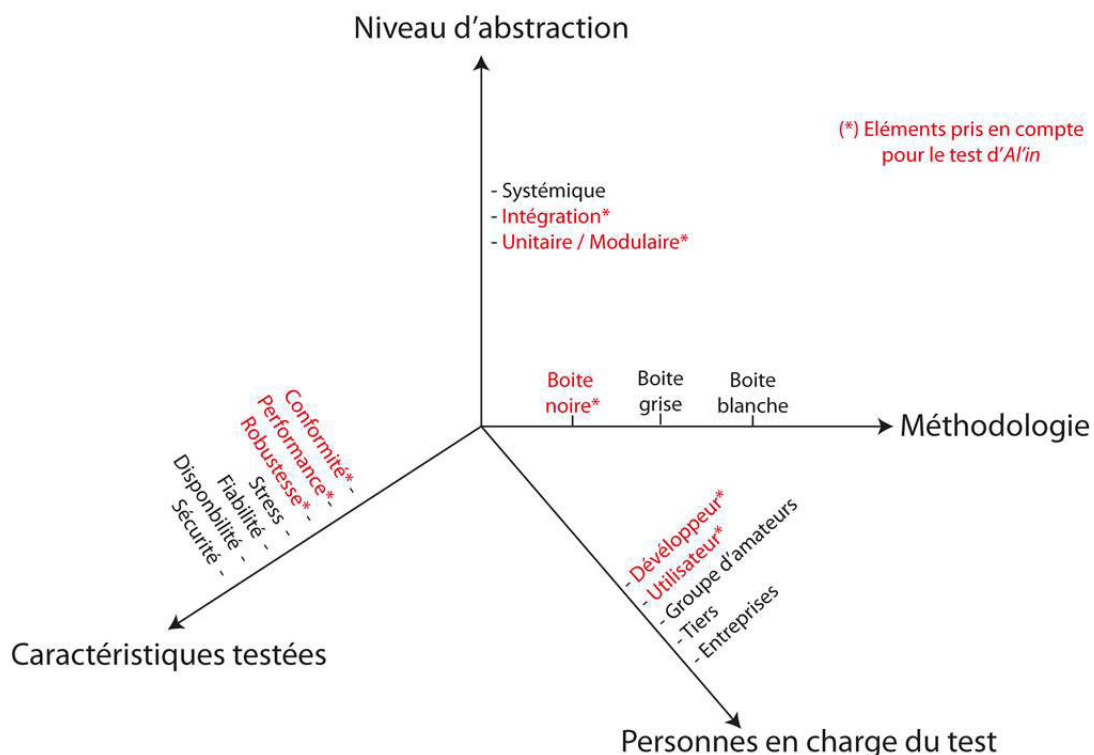 Niveau d'abstraction
(*) Eléments pris en compte
pour le test d'Al'in
- Systémique
- Intégration*
- Unitaire / Modulaire*
Boite
noire*
Boite
grise
Boite
blanche
Méthodologie
Conformité* -
Performance* -
Robustesse* -
Stress -
Fiabilité -
Disponbilité -
Sécurité -
Caractéristiques testées
- Dévéloppeur*
- Utilisateur*
- Groupe d'amateurs
- Tiers
- Entreprises
Personnes en charge du test